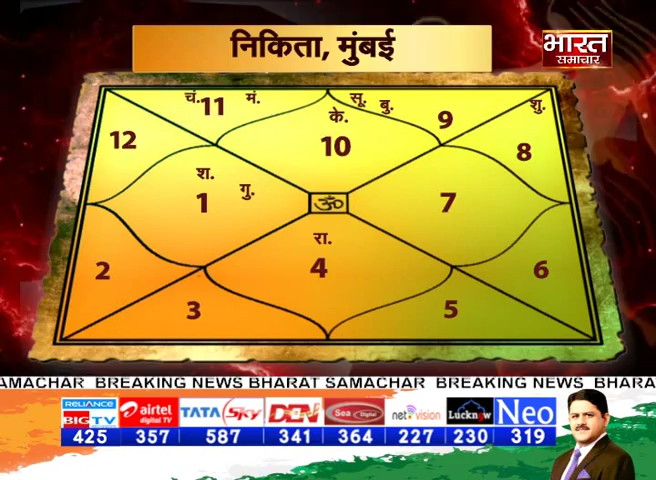 निकिता, मुंबई
भारत
समाचार
चं. 11 मं.
सू. बु.
के.
10
9
शु.
8
12
श.
गु.
1
7
ॐ
रा.
4
2
6
3
5
AMACHAR BREAKING NEWS BHARAT SAMACHAR BREAKING NEWS BHARA
RELIANCE
BIG TV
airtel
digital TV
TATA Sky
DEN
Sea Digital
net vision
Lucknow
Neo
425 357 587 341 364 227 230 319